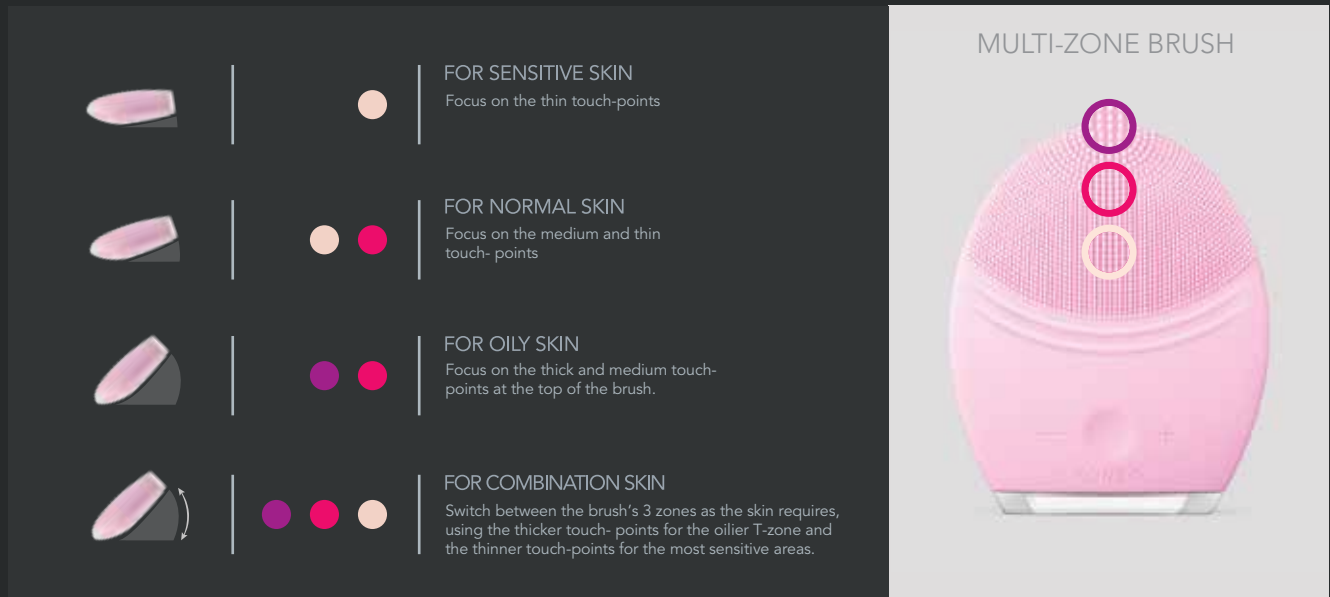 FOR SENSITIVE SKIN
Focus on the thin touch-points
FOR NORMAL SKIN
Focus on the medium and thin
touch- points
FOR OILY SKIN
Focus on the thick and medium touch-
points at the top of the brush.
FOR COMBINATION SKIN
Switch between the brush's 3 zones as the skin requires,
using the thicker touch- points for the oilier T-zone and
the thinner touch-points for the most sensitive areas.
MULTI-ZONE BRUSH